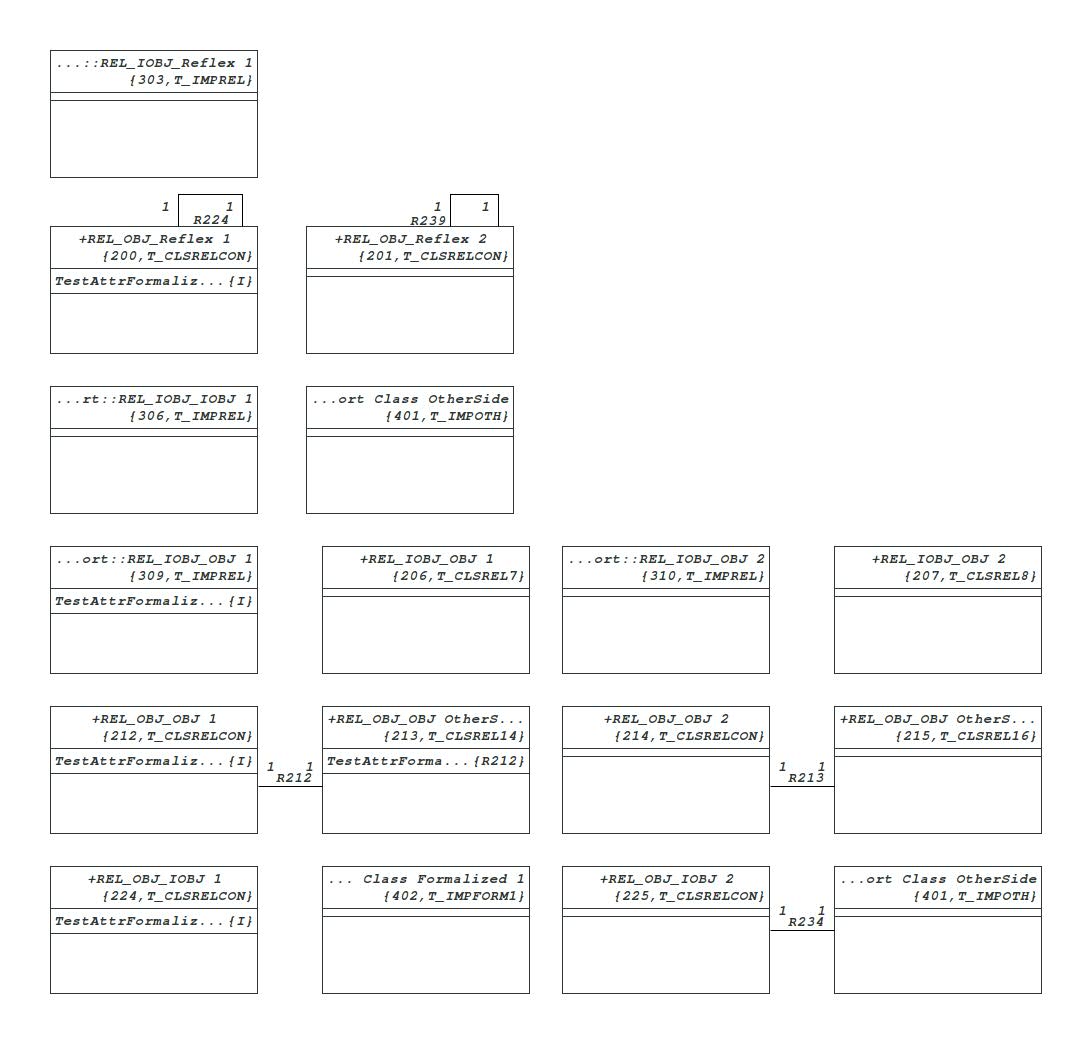 ...::REL_IOBJ_Reflex 1
{303,T_IMPREL}
1 1
R224
1 1
R239
+REL_OBJ_Reflex 1
{200,T_CLSRELCON}
TestAttrFormaliz...{I}
+REL_OBJ_Reflex 2
{201,T_CLSRELCON}
...rt::REL_IOBJ_IOBJ 1
{306,T_IMPREL}
...ort Class OtherSide
{401,T_IMPOTH}
...ort::REL_IOBJ_OBJ 1
{309,T_IMPREL}
TestAttrFormaliz...{I}
+REL_IOBJ_OBJ 1
{206,T_CLSREL7}
...ort::REL_IOBJ_OBJ 2
{310,T_IMPREL}
+REL_IOBJ_OBJ 2
{207,T_CLSREL8}
+REL_OBJ_OBJ 1
{212,T_CLSRELCON}
TestAttrFormaliz...{I}
1 1
R212
+REL_OBJ_OBJ OtherS...
{213,T_CLSREL14}
TestAttrForma...{R212}
+REL_OBJ_OBJ 2
{214,T_CLSRELCON}
1 1
R213
+REL_OBJ_OBJ OtherS...
{215,T_CLSREL16}
+REL_OBJ_IOBJ 1
{224,T_CLSRELCON}
TestAttrFormaliz...{I}
... Class Formalized 1
{402,T_IMPFORM1}
+REL_OBJ_IOBJ 2
{225,T_CLSRELCON}
1 1
R234
...ort Class OtherSide
{401,T_IMPOTH}